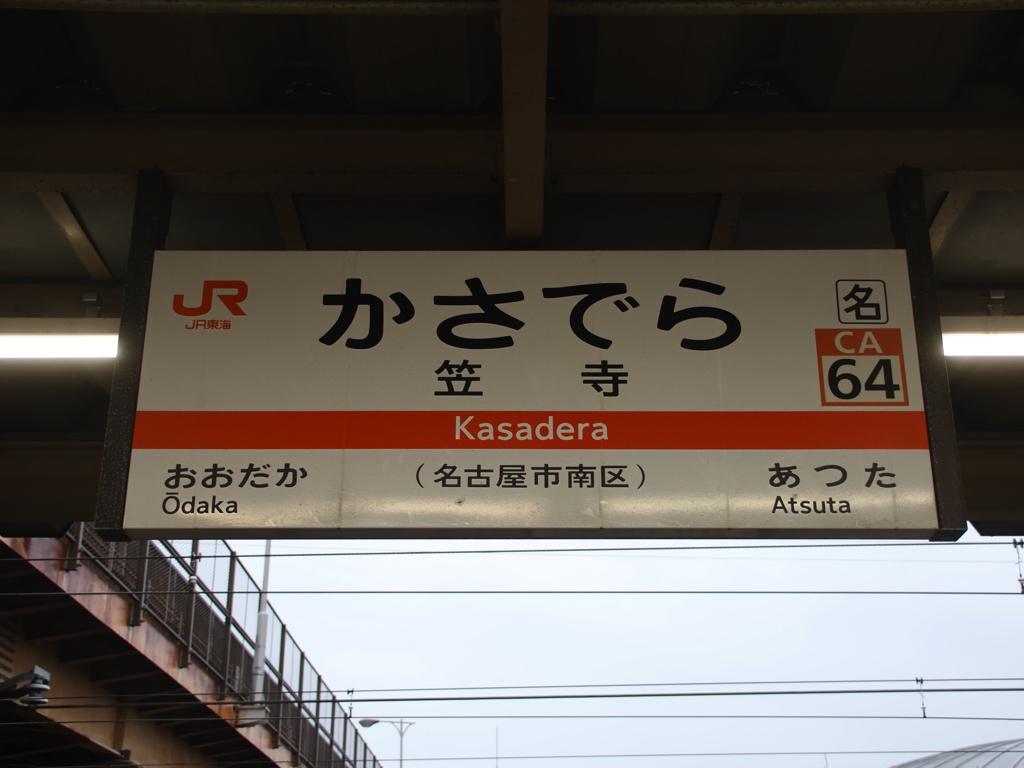 JR
JR東海
かさでら
笠寺
名
CA
64
Kasadera
おおだか
Ōdaka
（名古屋市南区）
あつた
Atsuta